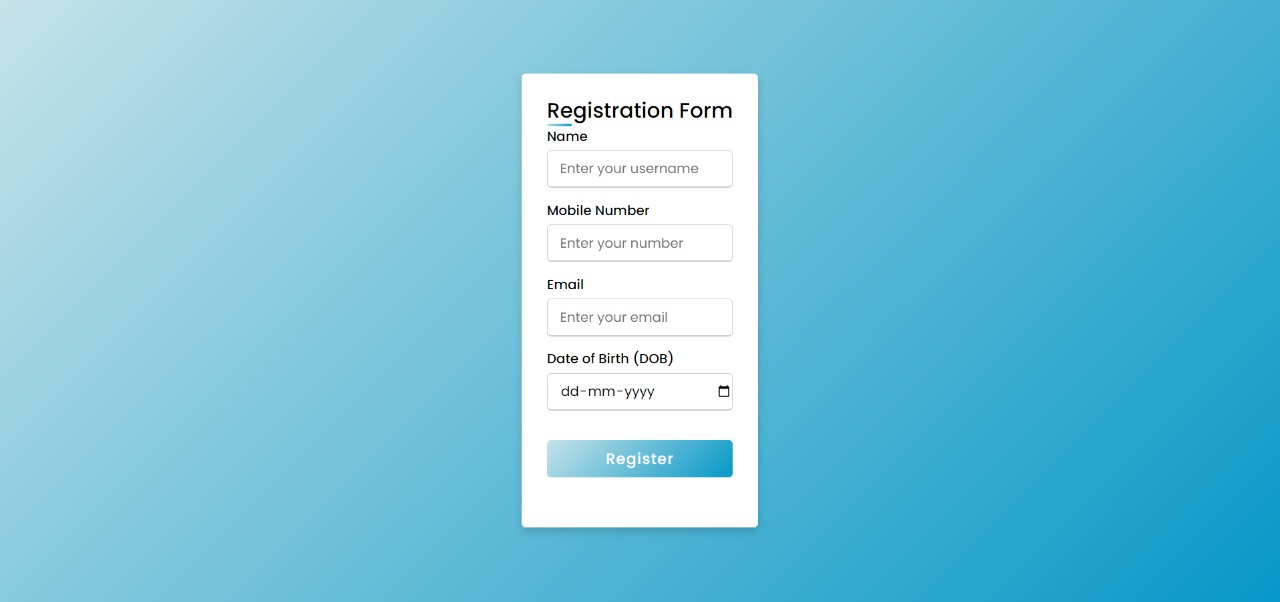 Registration Form
Name
Enter your username
Mobile Number
Enter your number
Email
Enter your email
Date of Birth (DOB)
dd-mm-yyyy
Register